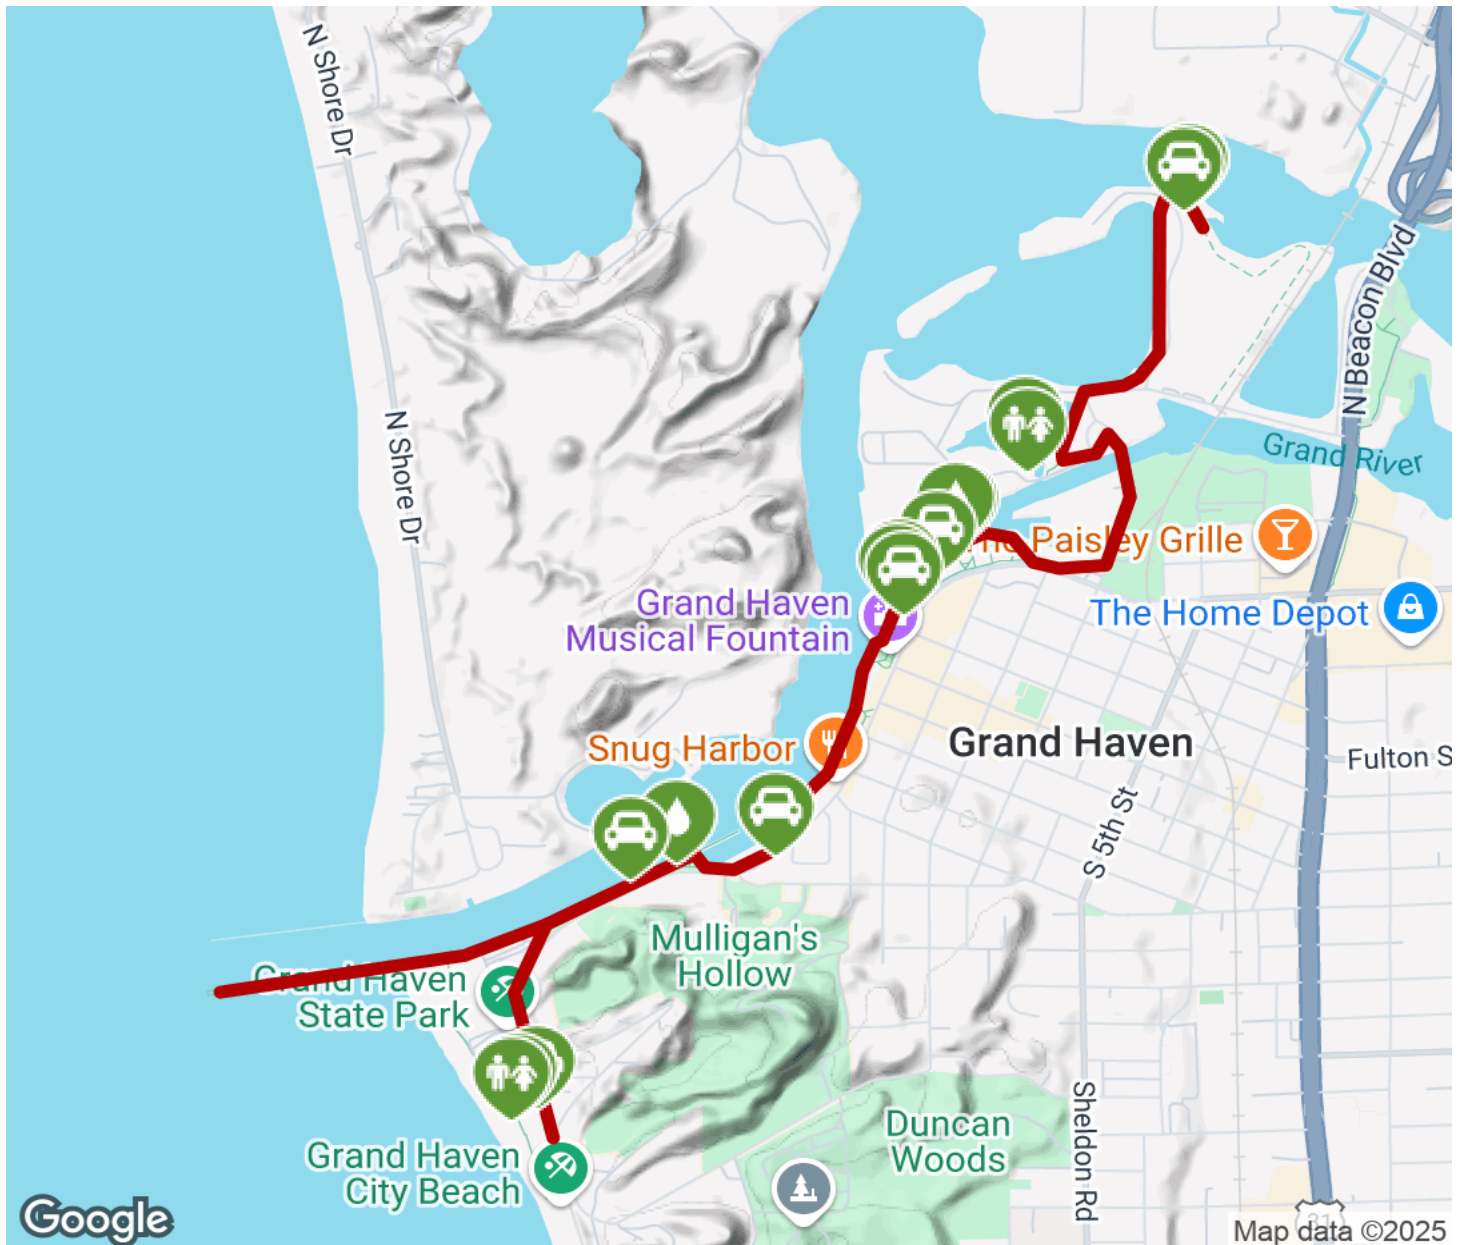 N Shore Dr
N Beacon Blvd
N Shore Dr
Grand River
Paisley Grille
Grand Haven
Musical Fountain
The Home Depot
Snug Harbor
Grand Haven
Fulton S
S 5th St
Mulligan's
Hollow
Grand Haven
State Park
Sheldon Rd
Duncan
Woods
Grand Haven
City Beach
31
Google
Map data ©2025